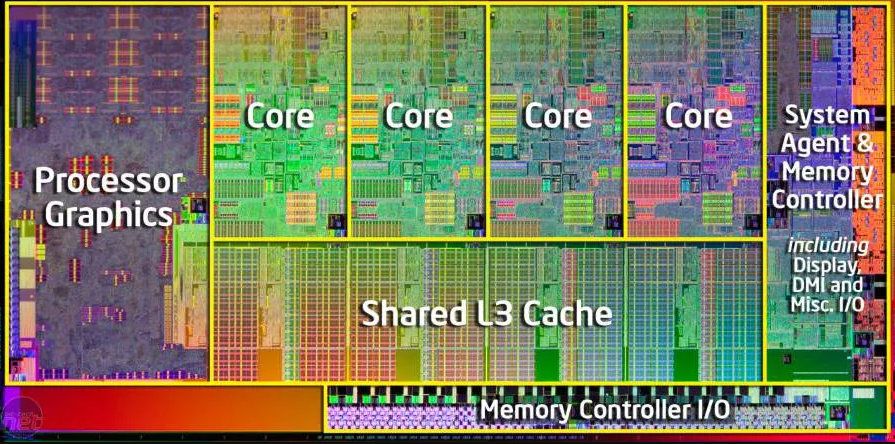 Processor
Graphics
Core
Core
Core
Core
Shared L3 Cache
System
Agent &
Memory
Controller
including
Display,
DMI and
Misc. I/O
Memory Controller I/O
net